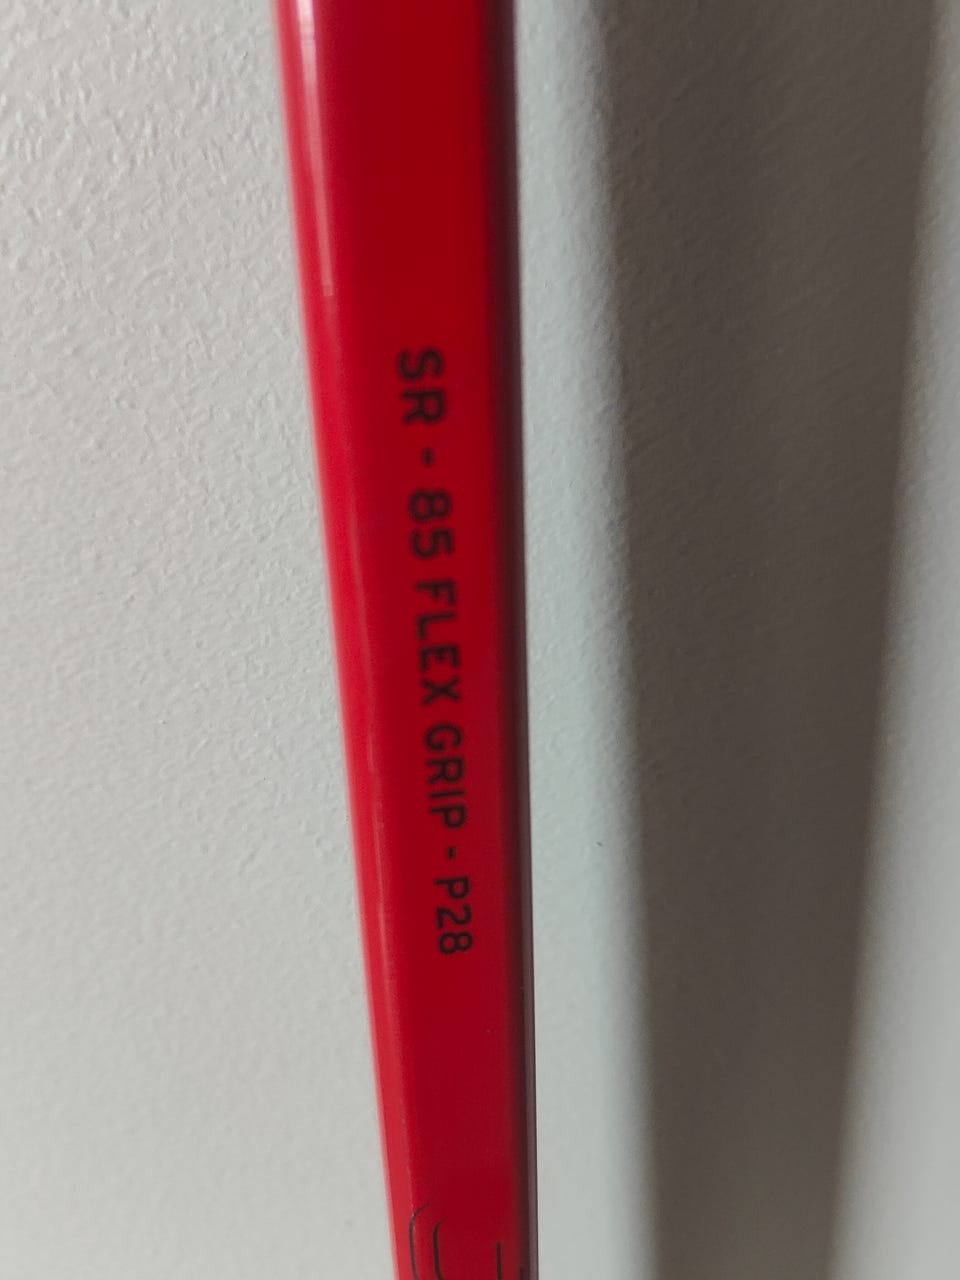 SR - 85 FLEX GRIP - P28